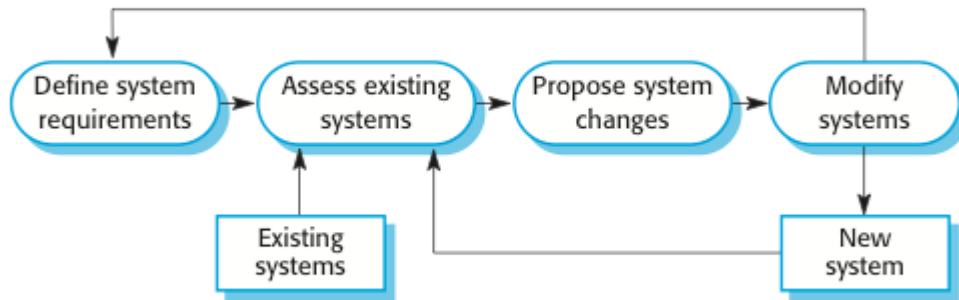 Define system
requirements
Assess existing
systems
Propose system
changes
Modify
systems
Existing
systems
New
system